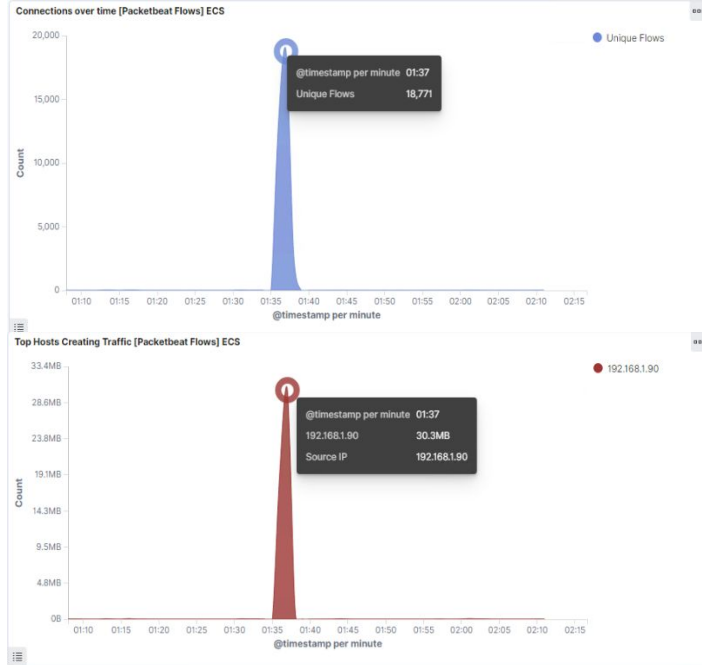 Connections over time [Packetbeat Flows] ECS
20,000
15,000
10,000
5,000
0
Count
Unique Flows
@timestamp per minute 01:37
Unique Flows 18,771
01:10 01:15 01:20 01:25 01:30 01:35 01:40 01:45 01:50 01:55 02:00 02:05 02:10 02:15
@timestamp per minute
Top Hosts Creating Traffic [Packetbeat Flows] ECS
33.4MB
28.6MB
23.8MB
19.1MB
14.3MB
9.5MB
4.8MB
0B
Count
192.168.1.90
@timestamp per minute 01:37
192.168.1.90 30.3MB
Source IP 192.168.1.90
01:10 01:15 01:20 01:25 01:30 01:35 01:40 01:45 01:50 01:55 02:00 02:05 02:10 02:15
@timestamp per minute